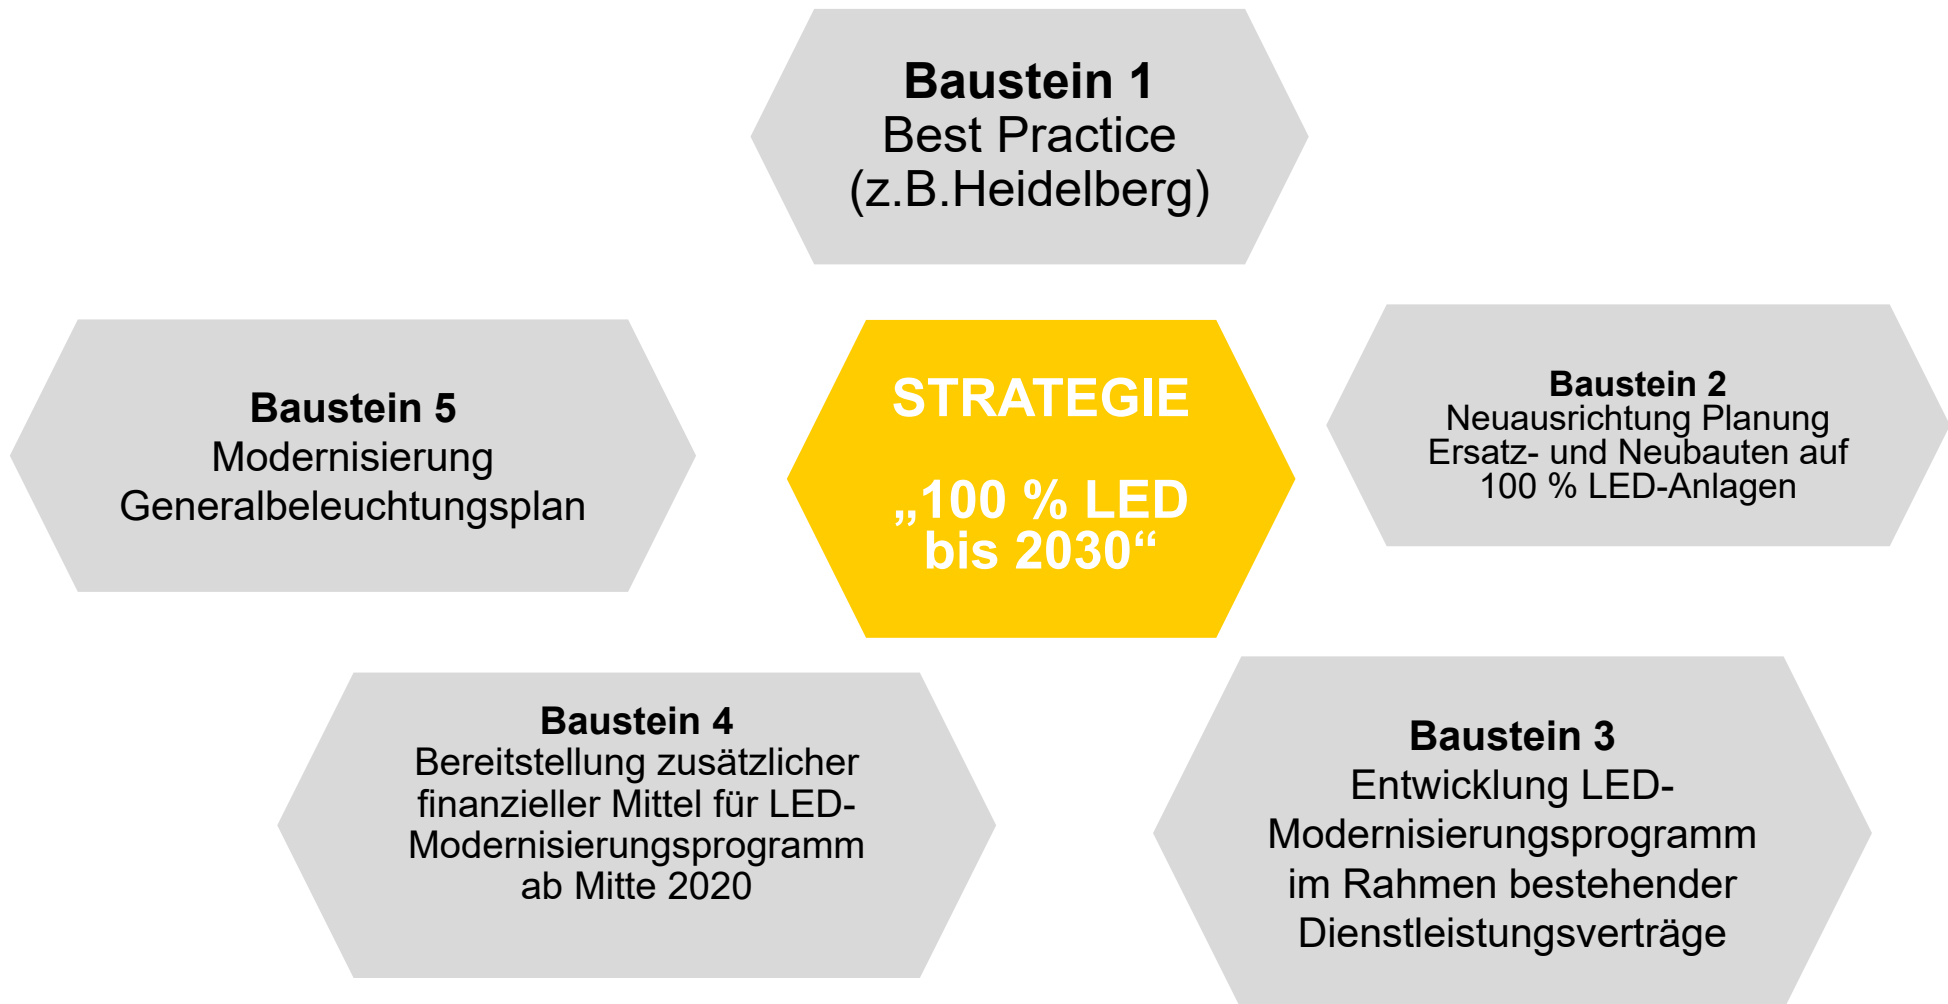 Baustein 1
Best Practice
(z.B.Heidelberg)
STRATEGIE
„100 % LED
bis 2030“
Baustein 2
Neuausrichtung Planung
Ersatz- und Neubauten auf
100 % LED-Anlagen
Baustein 3
Entwicklung LED-
Modernisierungsprogramm
im Rahmen bestehender
Dienstleistungsverträge
Baustein 4
Bereitstellung zusätzlicher
finanzieller Mittel für LED-
Modernisierungsprogramm
ab Mitte 2020
Baustein 5
Modernisierung
Generalbeleuchtungsplan